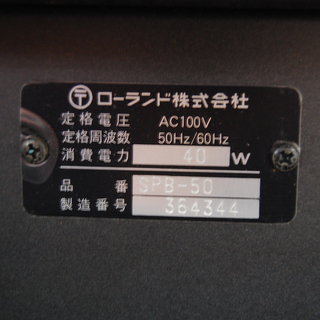 〒 ローランド株式会社
定格電圧 AC100V
定格周波数 50Hz/60Hz
消費電力 40 W
品番 SPB-50
製造番号 364344